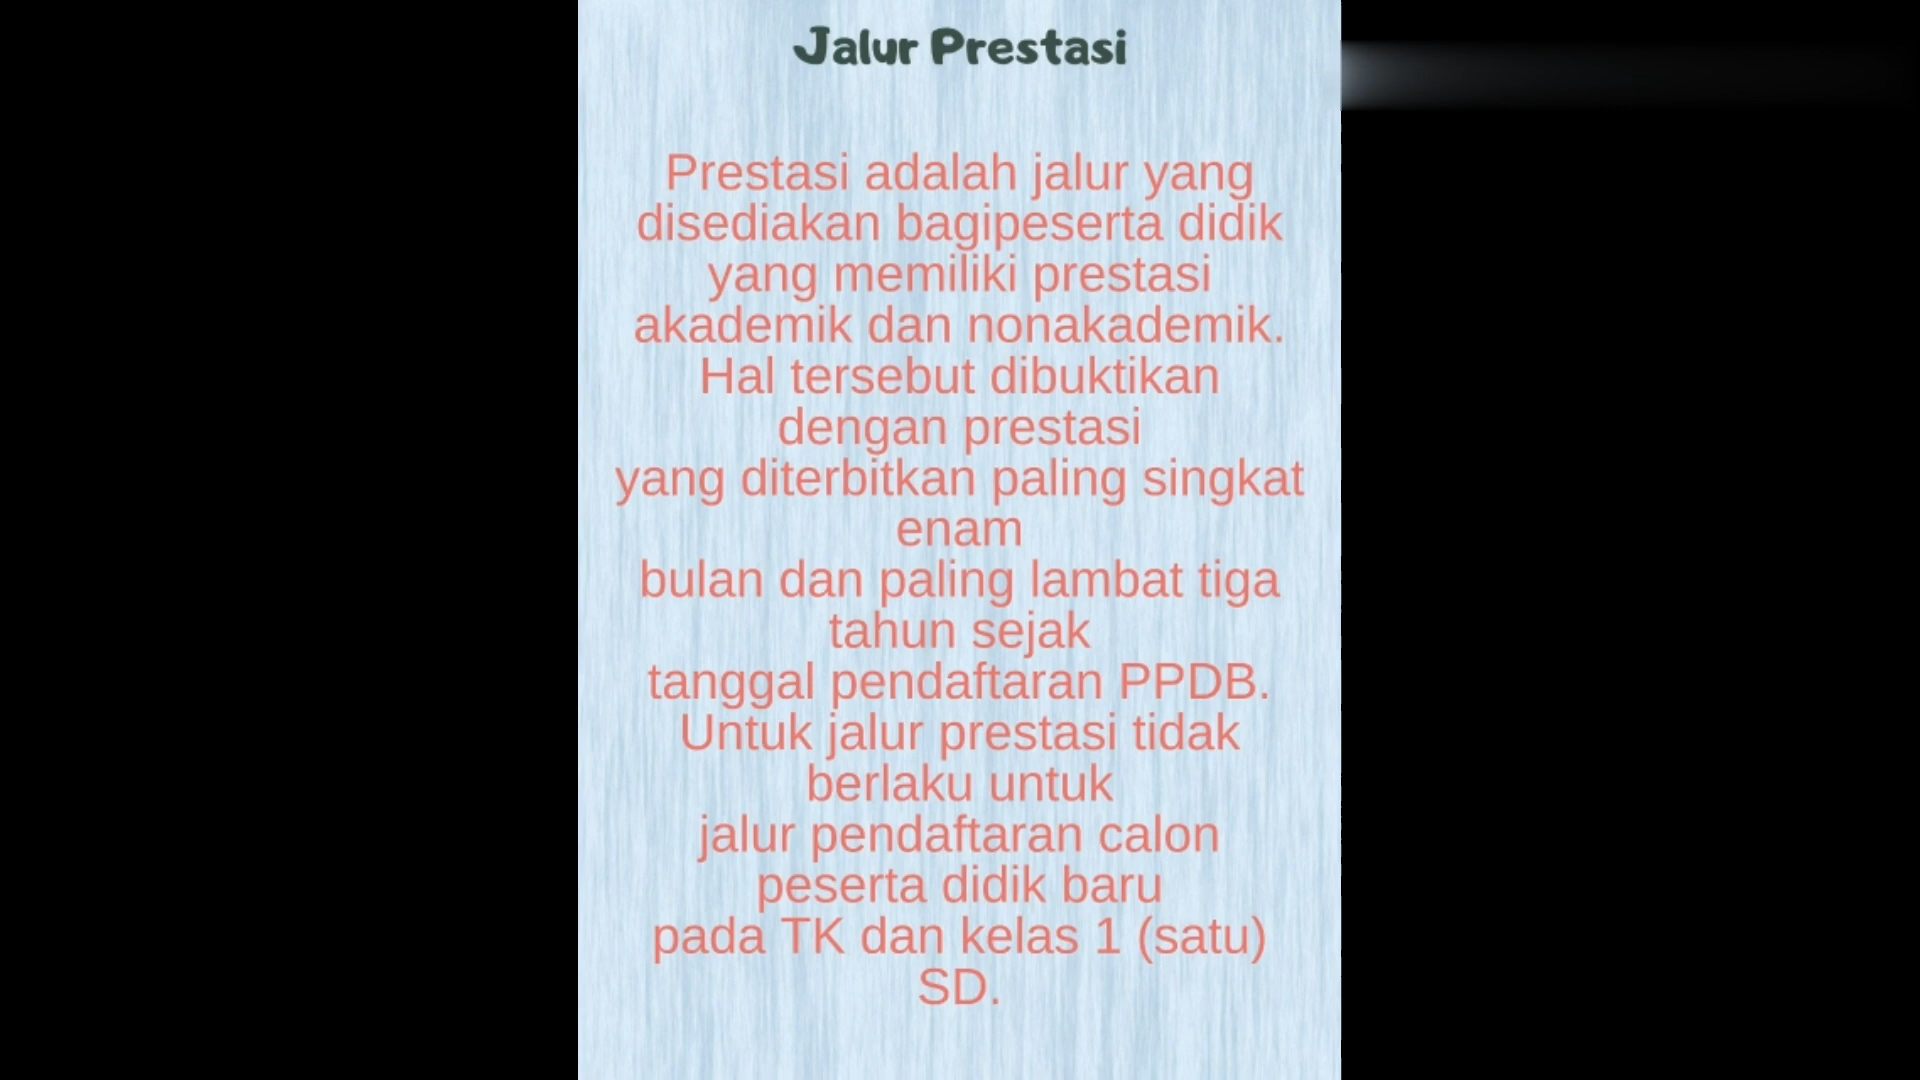 Jalur Prestasi
Prestasi adalah jalur yang
disediakan bagipeserta didik
yang memiliki prestasi
akademik dan nonakademik.
Hal tersebut dibuktikan
dengan prestasi
yang diterbitkan paling singkat
enam
bulan dan paling lambat tiga
tahun sejak
tanggal pendaftaran PPDB.
Untuk jalur prestasi tidak
berlaku untuk
jalur pendaftaran calon
peserta didik baru
pada TK dan kelas 1 (satu)
SD.